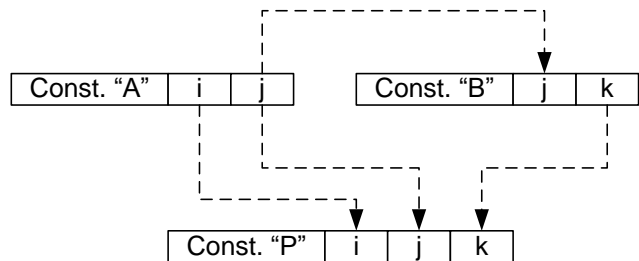 Const. “A” i j Const. “B” j k
Const. “P” i j k